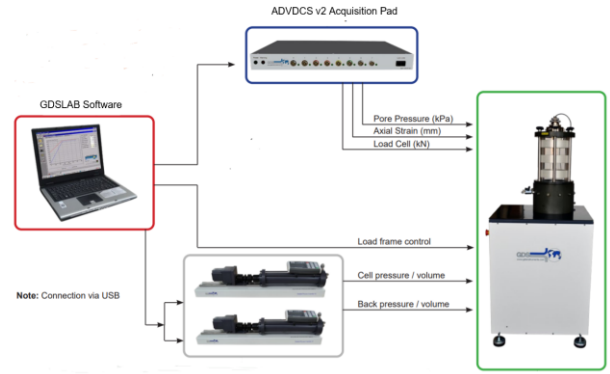 ADVDCS v2 Acquisition Pad
GDSLAB Software
Pore Pressure (kPa)
Axial Strain (mm)
Load Cell (kN)
Load frame control
Cell pressure / volume
Note: Connection via USB
Back pressure / volume
GDS